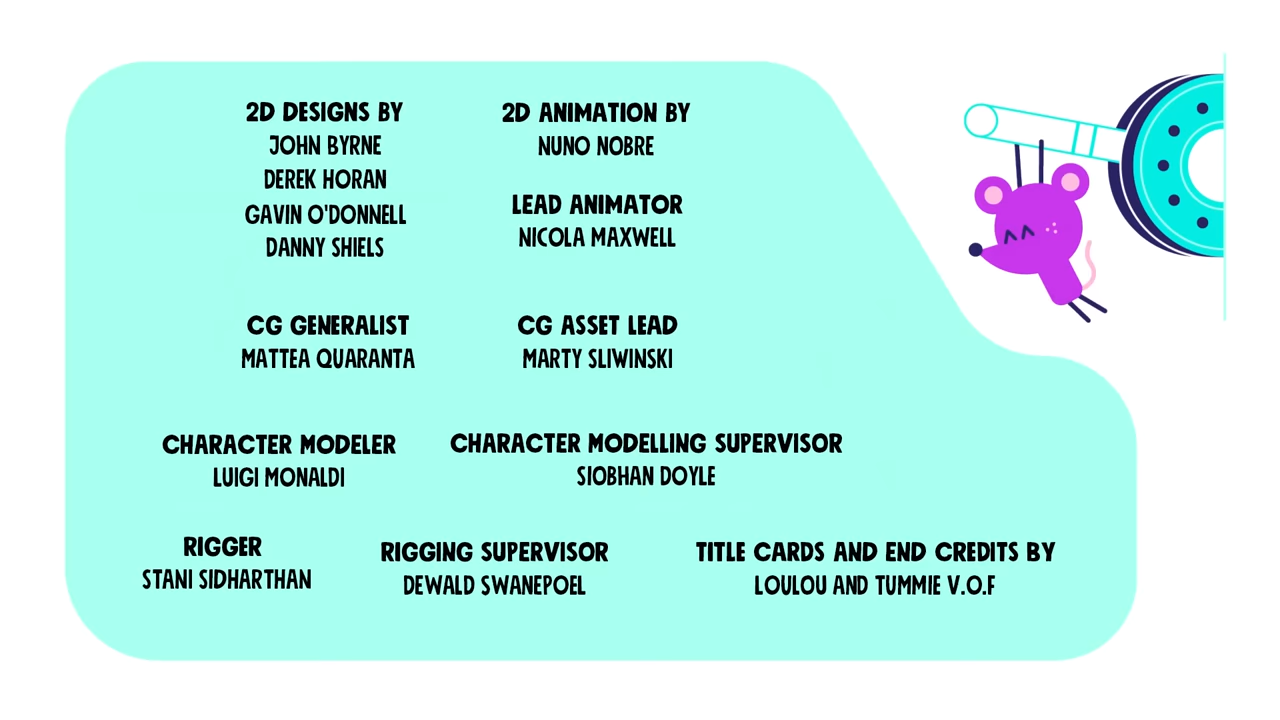 2D DESIGNS BY
JOHN BYRNE
DEREK HORAN
GAVIN O'DONNELL
DANNY SHIELS
2D ANIMATION BY
NUNO NOBRE
LEAD ANIMATOR
NICOLA MAXWELL
CG GENERALIST
MATTEA QUARANTA
CG ASSET LEAD
MARTY SLIWINSKI
CHARACTER MODELER
LUIGI MONALDI
CHARACTER MODELLING SUPERVISOR
SIOBHAN DOYLE
RIGGER
STANI SIDHARTHAN
RIGGING SUPERVISOR
DEWALD SWANEPOEL
TITLE CARDS AND END CREDITS BY
LOULOU AND TUMMIE V.O.F